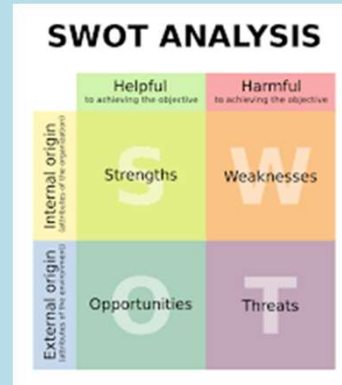 SWOT ANALYSIS
Helpful
to achieving the objective
Harmful
to achieving the objective
Internal origin
(attributes of the organization)
S
Strengths
W
Weaknesses
External origin
(attributes of the environment)
O
Opportunities
T
Threats